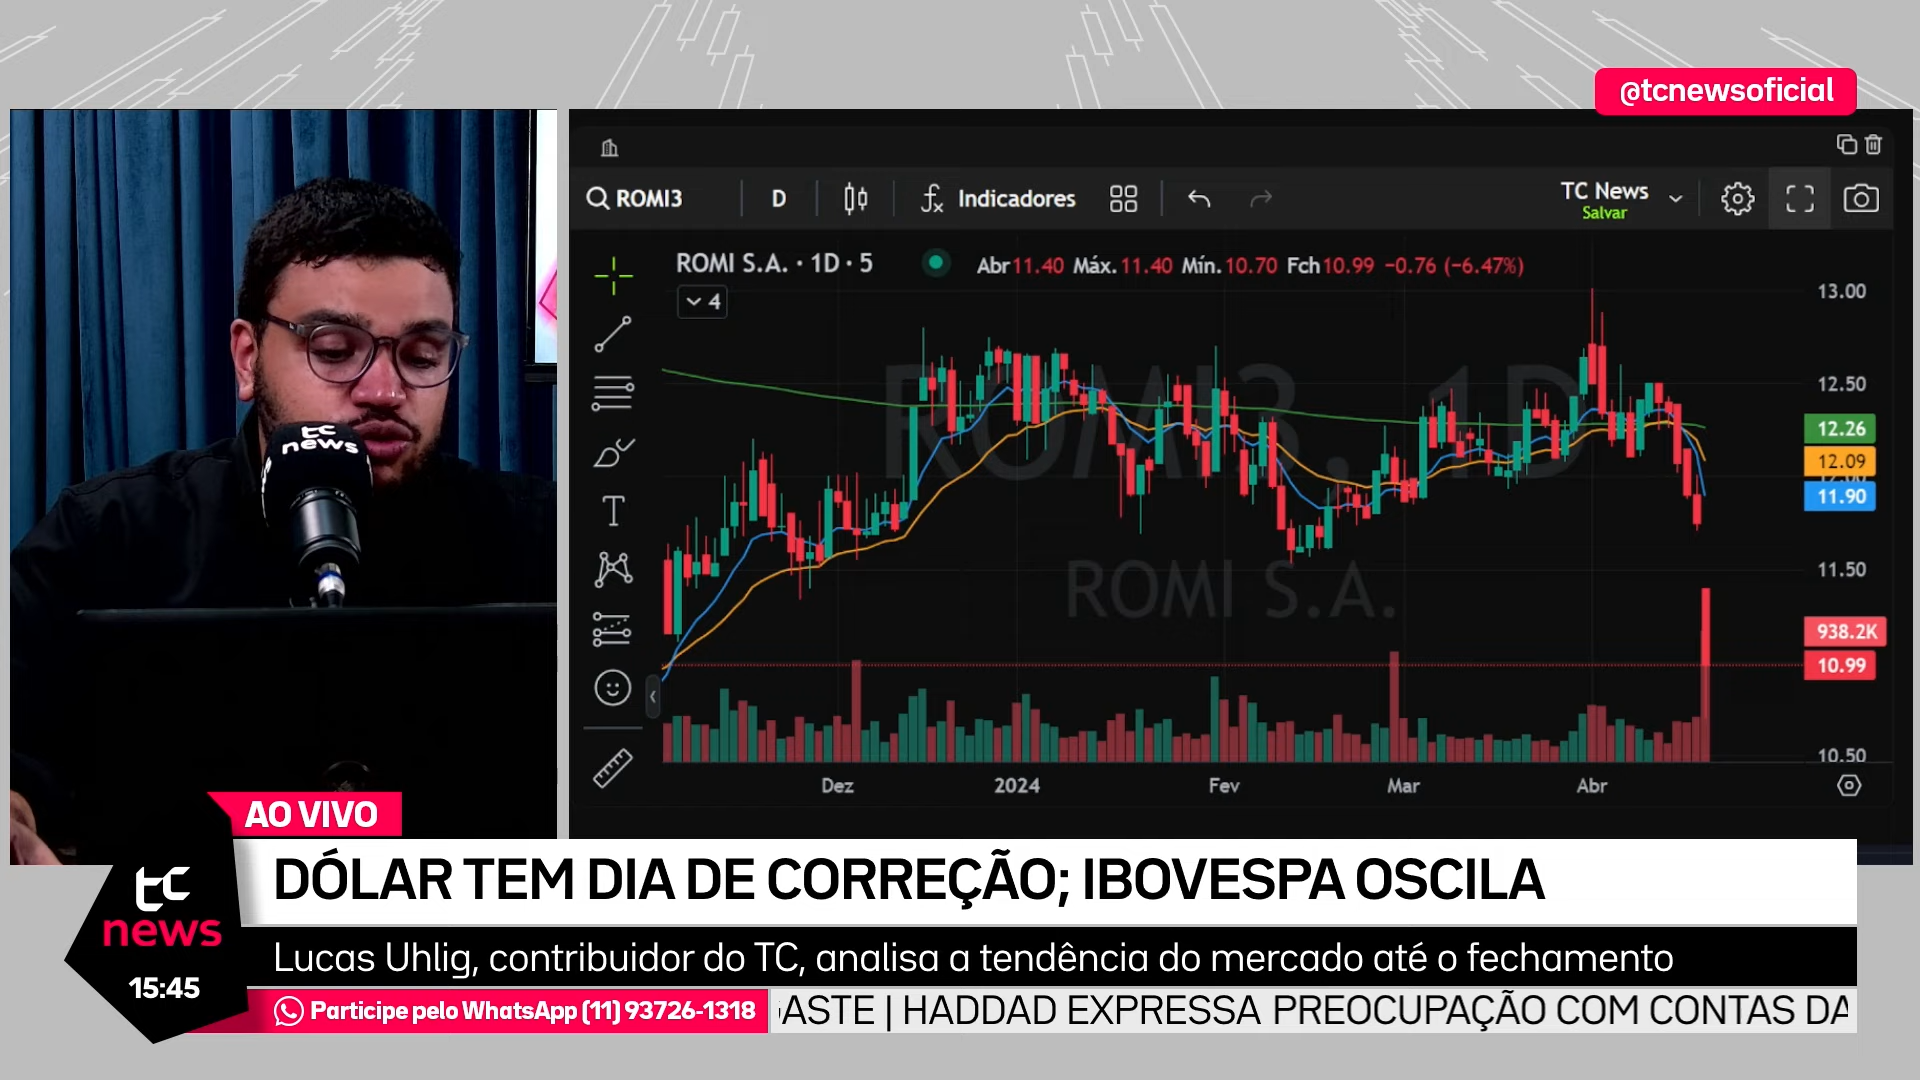 @tcnewsoficial
ROMI3
D
Indicadores
TC News
Salvar
ROMI S.A. · 1D · 5
Abr11.40 Máx.11.40 Mín.10.70 Fch10.99 −0.76 (−6.47%)
4
13.00
12.50
12.26
12.09
11.90
11.50
938.2K
10.99
10.50
ROMI3, 1D
ROMI S.A.
Dez
2024
Fev
Mar
Abr
tc
news
AO VIVO
DÓLAR TEM DIA DE CORREÇÃO; IBOVESPA OSCILA
Lucas Uhlig, contribuidor do TC, analisa a tendência do mercado até o fechamento
tc
news
15:45
Participe pelo WhatsApp (11) 93726-1318
ASTE | HADDAD EXPRESSA PREOCUPAÇÃO COM CONTAS DA